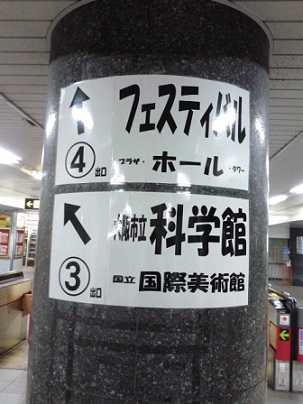 フェスティバル
④出口 プラザ・ホール・タワー
大阪市立科学館
③出口 国立国際美術館